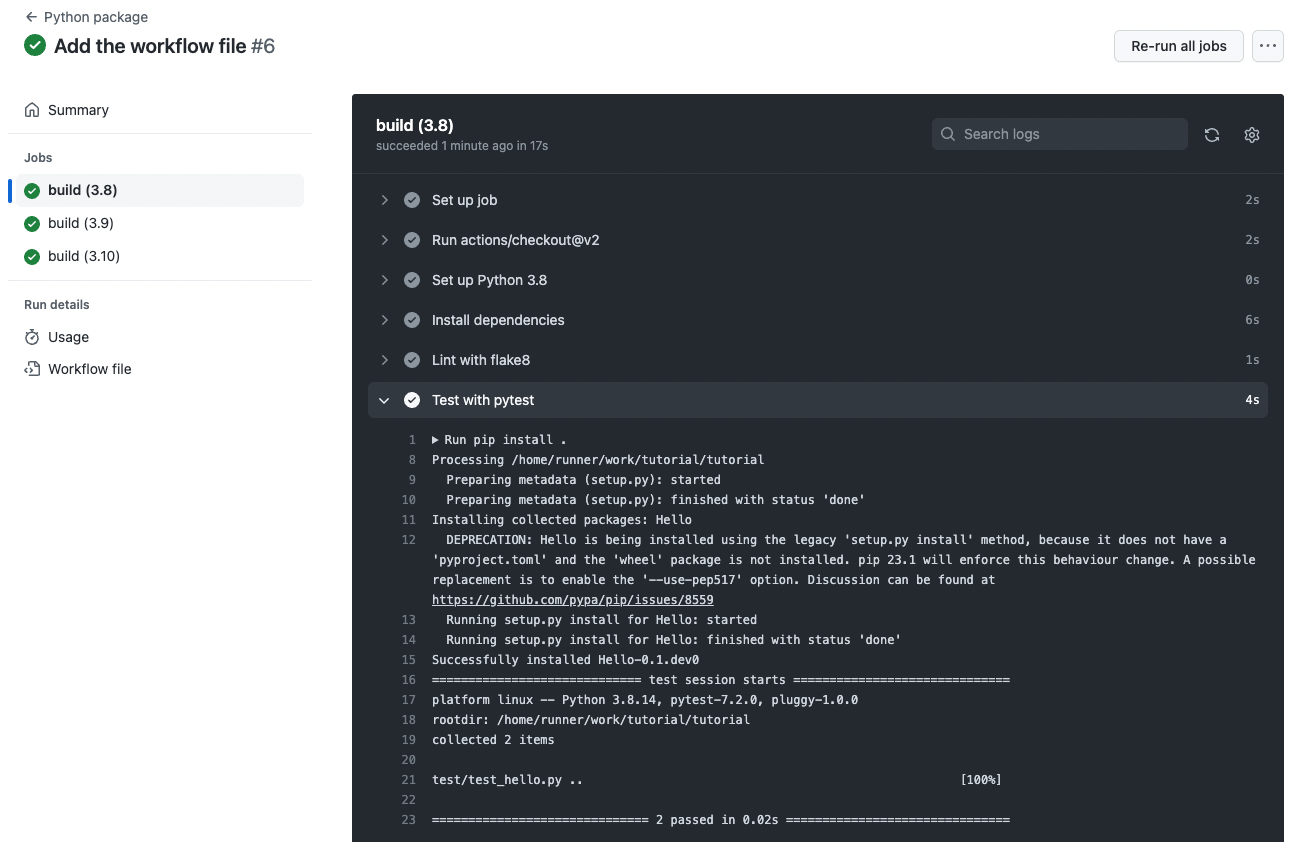 Python package
Add the workflow file #6
Re-run all jobs
Summary
Jobs
build (3.8)
build (3.9)
build (3.10)
Run details
Usage
Workflow file
build (3.8)
succeeded 1 minute ago in 17s
Search logs
Set up job 2s
Run actions/checkout@v2 2s
Set up Python 3.8 0s
Install dependencies 6s
Lint with flake8 1s
Test with pytest 4s
1 Run pip install .
8 Processing /home/runner/work/tutorial/tutorial
9 Preparing metadata (setup.py): started
10 Preparing metadata (setup.py): finished with status 'done'
11 Installing collected packages: Hello
12 DEPRECATION: Hello is being installed using the legacy 'setup.py install' method, because it does not have a
'pyproject.toml' and the 'wheel' package is not installed. pip 23.1 will enforce this behaviour change. A possible
replacement is to enable the '--use-pep517' option. Discussion can be found at
https://github.com/pypa/pip/issues/8559
13 Running setup.py install for Hello: started
14 Running setup.py install for Hello: finished with status 'done'
15 Successfully installed Hello-0.1.dev0
16 ============================= test session starts ==============================
17 platform linux -- Python 3.8.14, pytest-7.2.0, pluggy-1.0.0
18 rootdir: /home/runner/work/tutorial/tutorial
19 collected 2 items
20
21 test/test_hello.py .. [100%]
22
23 ============================== 2 passed in 0.02s ===============================